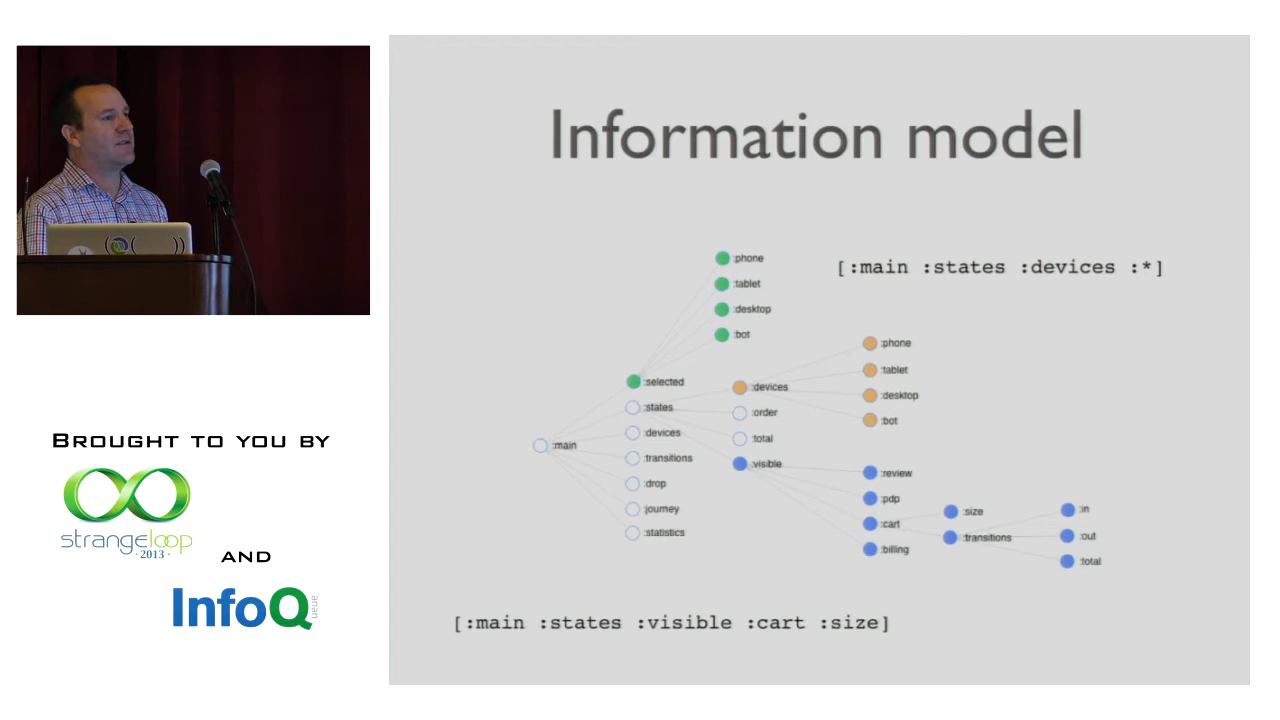 Information model
[:main :states :devices :*]
:phone
:tablet
:desktop
:bot
:phone
:tablet
:desktop
:bot
:selected
:states
:devices
:transitions
:drop
:journey
:statistics
:main
:devices
:order
:total
:visible
:review
:pdp
:cart
:billing
:size
:transitions
:in
:out
:total
[:main :states :visible :cart :size]
BROUGHT TO YOU BY
strangeloop
· 2013 ·
AND
InfoQ